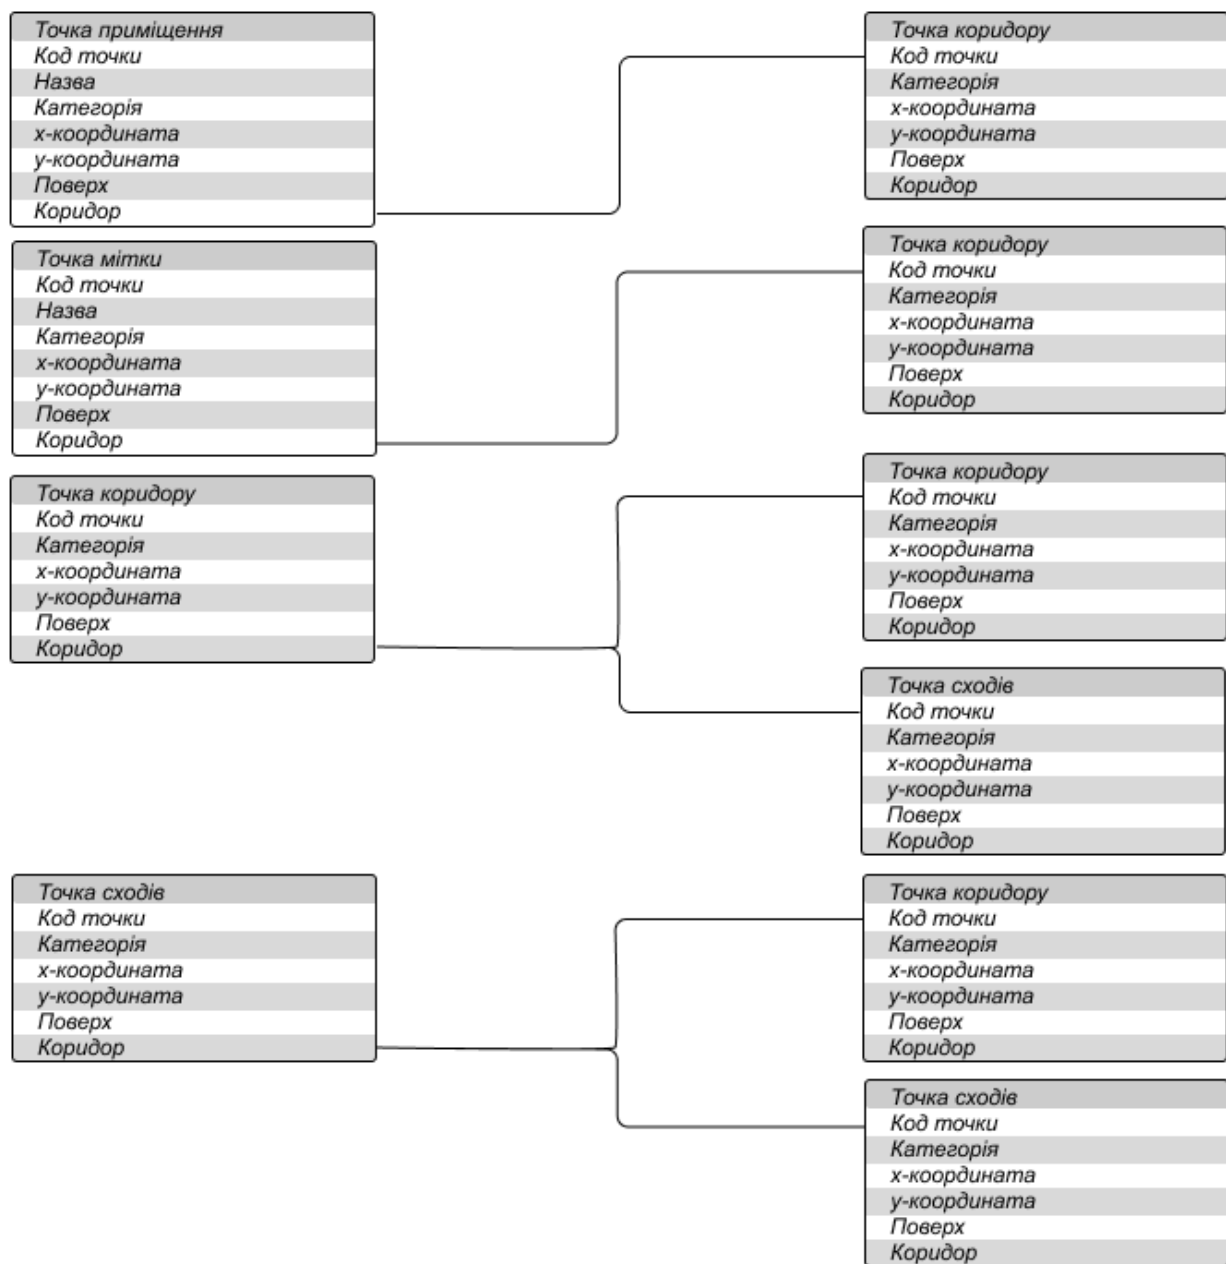 Точка приміщення
Код точки
Назва
Категорія
х-координата
у-координата
Поверх
Коридор
Точка коридору
Код точки
Категорія
х-координата
у-координата
Поверх
Коридор
Точка мітки
Код точки
Назва
Категорія
х-координата
у-координата
Поверх
Коридор
Точка коридору
Код точки
Категорія
х-координата
у-координата
Поверх
Коридор
Точка коридору
Код точки
Категорія
х-координата
у-координата
Поверх
Коридор
Точка коридору
Код точки
Категорія
х-координата
у-координата
Поверх
Коридор
Точка сходів
Код точки
Категорія
х-координата
у-координата
Поверх
Коридор
Точка сходів
Код точки
Категорія
х-координата
у-координата
Поверх
Коридор
Точка коридору
Код точки
Категорія
х-координата
у-координата
Поверх
Коридор
Точка сходів
Код точки
Категорія
х-координата
у-координата
Поверх
Коридор